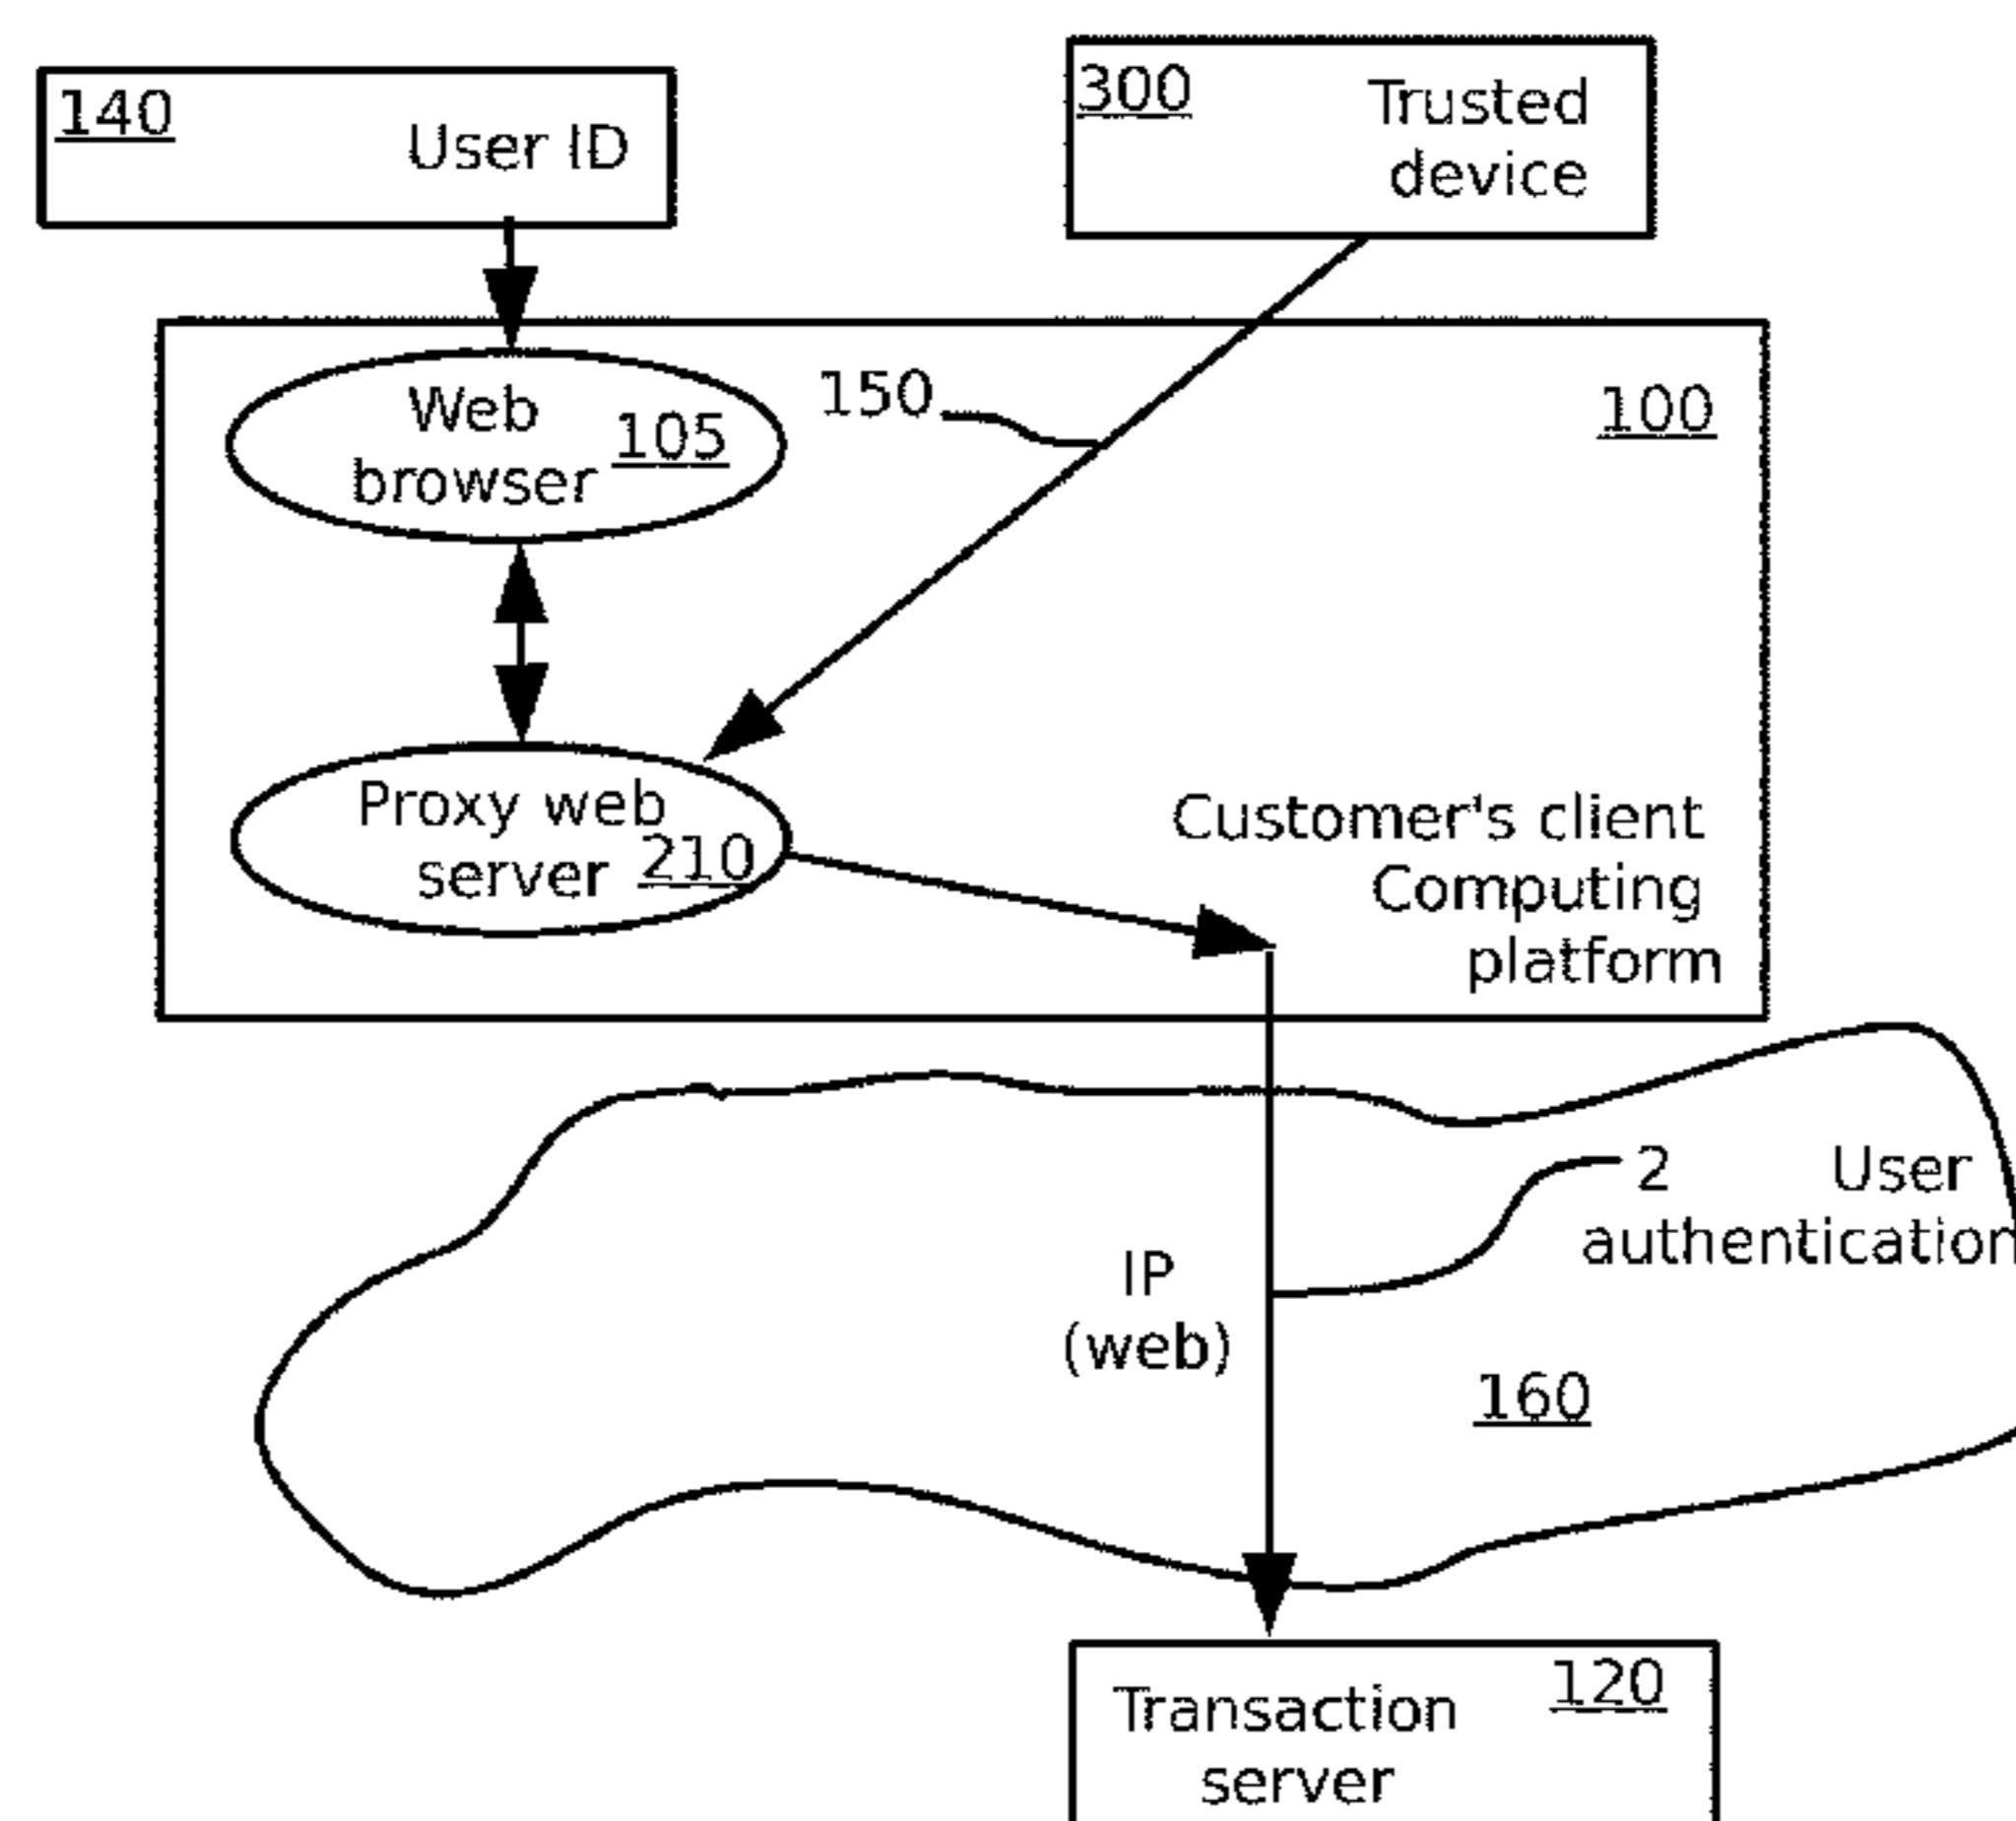 140
User ID
300
Trusted
device
Web
browser
105
150
100
Proxy web
server
210
Customer's client
Computing
platform
2
User
authentication
IP
(web)
160
120
Transaction
server